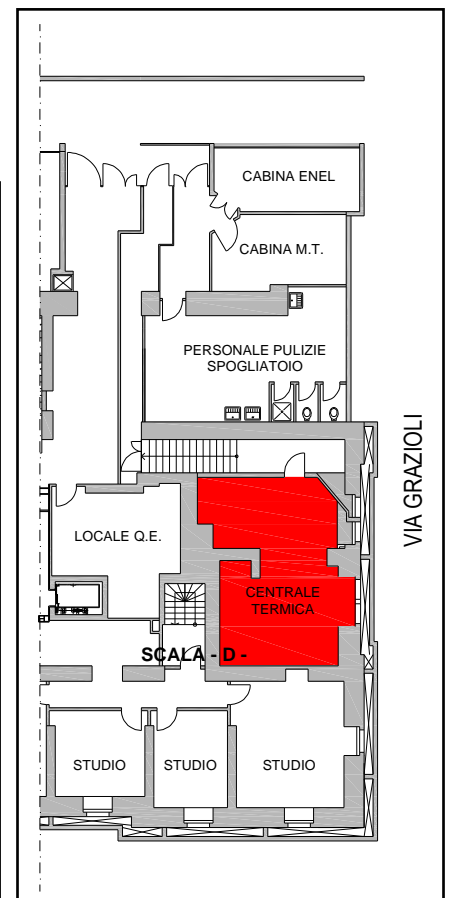 CABINA ENEL
CABINA M.T.
PERSONALE PULIZIE
SPOGLIATOIO
VIA GRAZIOLI
LOCALE Q.E.
CENTRALE
TERMICA
SCALA - D -
STUDIO
STUDIO
STUDIO